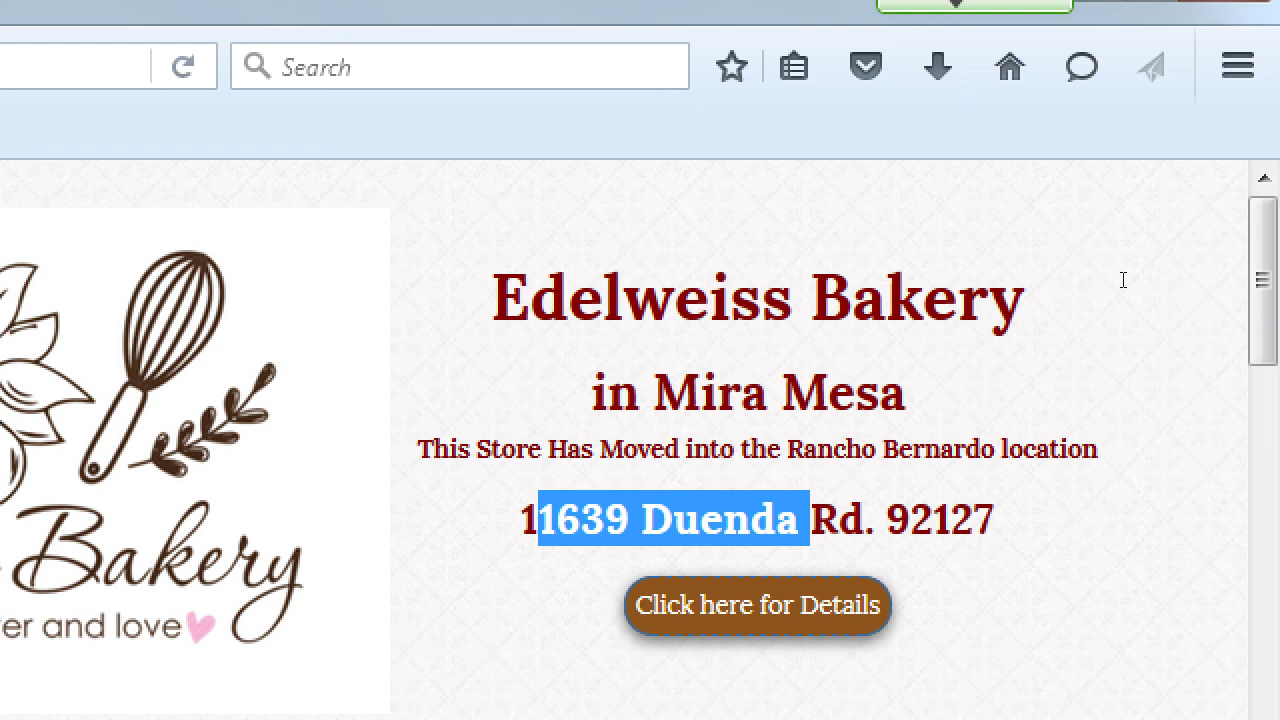 Search
Edelweiss Bakery
in Mira Mesa
This Store Has Moved into the Rancho Bernardo location
11639 Duenda Rd. 92127
Click here for Details
Bakery
and love